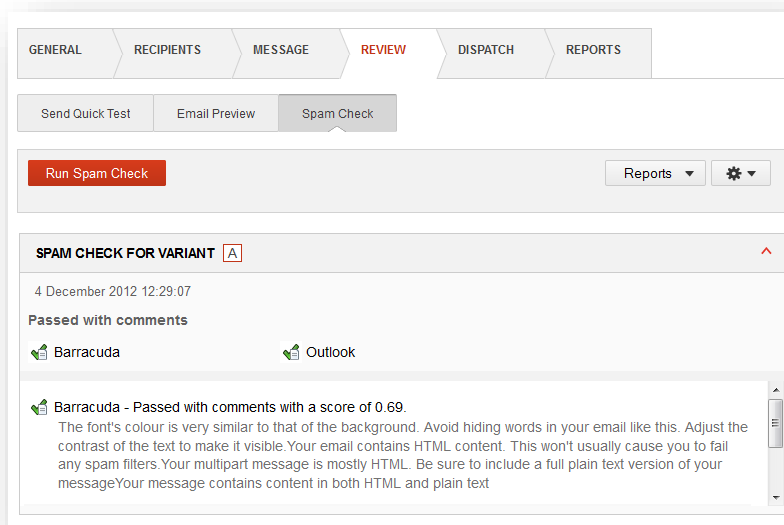 GENERAL RECIPIENTS MESSAGE REVIEW DISPATCH REPORTS
Send Quick Test Email Preview Spam Check
Run Spam Check Reports
SPAM CHECK FOR VARIANT A
4 December 2012 12:29:07
Passed with comments
Barracuda Outlook
Barracuda - Passed with comments with a score of 0.69.
The font's colour is very similar to that of the background. Avoid hiding words in your email like this. Adjust the
contrast of the text to make it visible.Your email contains HTML content. This won't usually cause you to fail
any spam filters.Your multipart message is mostly HTML. Be sure to include a full plain text version of your
messageYour message contains content in both HTML and plain text